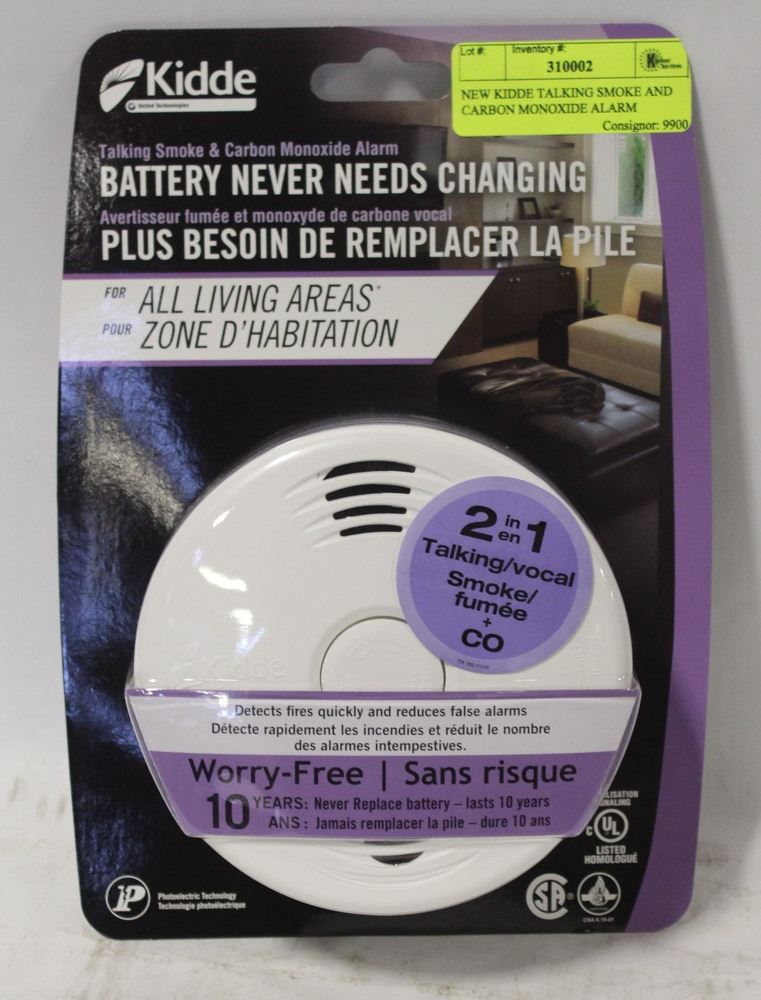 Lot #:
Inventory #:
310002
NEW KIDDE TALKING SMOKE AND
CARBON MONOXIDE ALARM
Consignor: 9900
Kidde
United Technologies
Talking Smoke & Carbon Monoxide Alarm
BATTERY NEVER NEEDS CHANGING
Avertisseur fumée et monoxyde de carbone vocal
PLUS BESOIN DE REMPLACER LA PILE
FOR ALL LIVING AREAS*
POUR ZONE D'HABITATION
2 in en 1
Talking/vocal
Smoke/
fumée
+
CO
Kidde
Detects fires quickly and reduces false alarms
Détecte rapidement les incendies et réduit le nombre
des alarmes intempestives.
Worry-Free | Sans risque
10 YEARS: Never Replace battery – lasts 10 years
ANS : Jamais remplacer la pile – dure 10 ans
C UL
LISTED
HOMOLOGUÉ
P Photoelectric Technology
Technologie photoélectrique
SA